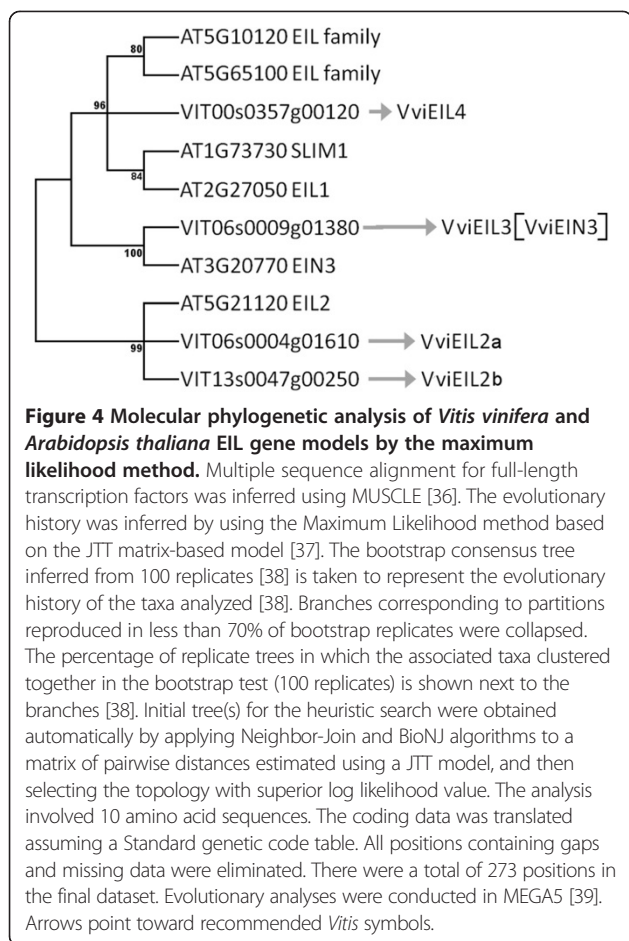 AT5G10120 EIL family
80
AT5G65100 EIL family
96
VIT00s0357g00120 VviEIL4
AT1G73730 SLIM1
84
AT2G27050 EIL1
VIT06s0009g01380 VviEIL3[VviEIN3]
100
AT3G20770 EIN3
AT5G21120 EIL2
VIT06s0004g01610 VviEIL2a
99
VIT13s0047g00250 VviEIL2b
Figure 4 Molecular phylogenetic analysis of Vitis vinifera and
Arabidopsis thaliana EIL gene models by the maximum
likelihood method. Multiple sequence alignment for full-length
transcription factors was inferred using MUSCLE [36]. The evolutionary
history was inferred by using the Maximum Likelihood method based
on the JTT matrix-based model [37]. The bootstrap consensus tree
inferred from 100 replicates [38] is taken to represent the evolutionary
history of the taxa analyzed [38]. Branches corresponding to partitions
reproduced in less than 70% of bootstrap replicates were collapsed.
The percentage of replicate trees in which the associated taxa clustered
together in the bootstrap test (100 replicates) is shown next to the
branches [38]. Initial tree(s) for the heuristic search were obtained
automatically by applying Neighbor-Join and BioNJ algorithms to a
matrix of pairwise distances estimated using a JTT model, and then
selecting the topology with superior log likelihood value. The analysis
involved 10 amino acid sequences. The coding data was translated
assuming a Standard genetic code table. All positions containing gaps
and missing data were eliminated. There were a total of 273 positions in
the final dataset. Evolutionary analyses were conducted in MEGA5 [39].
Arrows point toward recommended Vitis symbols.